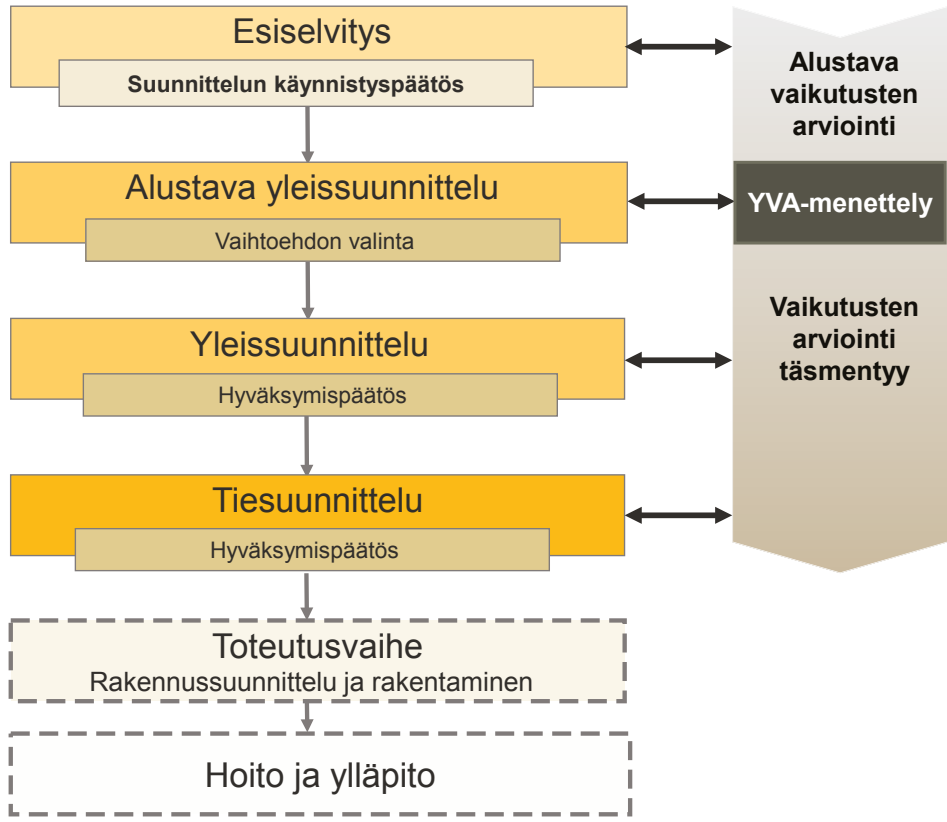 Esiselvitys
Suunnittelun käynnistyspäätös
Alustava yleissuunnittelu
Vaihtoehdon valinta
Yleissuunnittelu
Hyväksymispäätös
Tiesuunnittelu
Hyväksymispäätös
Toteutusvaihe
Rakennussuunnittelu ja rakentaminen
Hoito ja ylläpito
Alustava
vaikutusten
arviointi
YVA-menettely
Vaikutusten
arviointi
täsmentyy